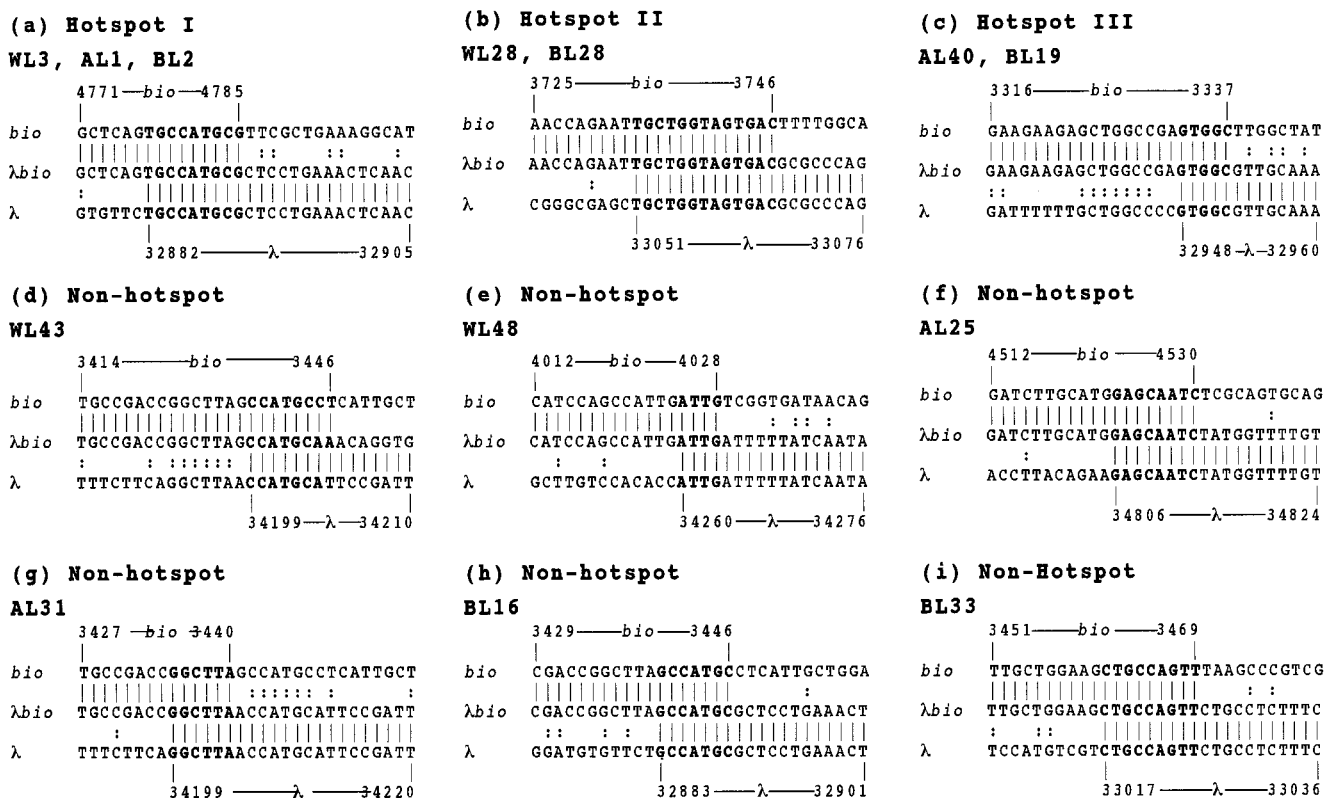 (a) Hotspot I
WL3, AL1, BL2
4771—bio—4785
bio GCTCAGTGCCATGCGTTCGCTGAAAGGCAT
λbio GCTCAGTGCCATGCGCTCCTGAAACTCAAC
λ GTGTTCTGCCATGCGCTCCTGAAACTCAAC
32882—λ—32905
(b) Hotspot II
WL28, BL28
3725—bio—3746
bio AACCAGAATTGCTGGTAGTGACTTTTGGCA
λbio AACCAGAATTGCTGGTAGTGACGCGCCCAG
λ CGGGCGAGCTGCTGGTAGTGACGCGCCCAG
33051—λ—33076
(c) Hotspot III
AL40, BL19
3316—bio—3337
bio GAAGAAGAGCTGGCCGAGTGGCTTGGCTAT
λbio GAAGAAGAGCTGGCCGAGTGGCGTTGCAAA
λ GATTTTTTGCTGGCCCCGTGGCGTTGCAAA
32948—λ—32960
(d) Non-hotspot
WL43
3414—bio—3446
bio TGCCGACCGGCTTAGCCATGCCTCATTGCT
λbio TGCCGACCGGCTTAGCCATGCAAACAGGTG
λ TTTCTTCAGGCTTAACCATGCATTCCGATT
34199—λ—34210
(e) Non-hotspot
WL48
4012—bio—4028
bio CATCCAGCCATTGATTGTCGGTGATAACAG
λbio CATCCAGCCATTGATTGATTTTTATCAATA
λ GCTTGTCCACACCATTGATTTTTATCAATA
34260—λ—34276
(f) Non-hotspot
AL25
4512—bio—4530
bio GATCTTGCATGGAGCAATCTCGCAGTGCAG
λbio GATCTTGCATGGAGCAATCTATGGTTTTGT
λ ACCTTACAGAAGAGCAATCTATGGTTTTGT
34806—λ—34824
(g) Non-hotspot
AL31
3427—bio—3440
bio TGCCGACCGGCTTAGCCATGCCTCATTGCT
λbio TGCCGACCGGCTTAACCATGCATTCCGATT
λ TTTCTTCAGGCTTAACCATGCATTCCGATT
34199—λ—34220
(h) Non-hotspot
BL16
3429—bio—3446
bio CGACCGGCTTAGCCATGCCTCATTGCTGGA
λbio CGACCGGCTTAGCCATGCGCTCCTGAAACT
λ GGATGTGTTCTGCCATGCGCTCCTGAAACT
32883—λ—32901
(i) Non-Hotspot
BL33
3451—bio—3469
bio TTGCTGGAAGCTGCCAGTTTAAGCCCGTCG
λbio TTGCTGGAAGCTGCCAGTTCTGCCTCTTTC
λ TCCATGTCGTCTGCCAGTTCTGCCTCTTTC
33017—λ—33036